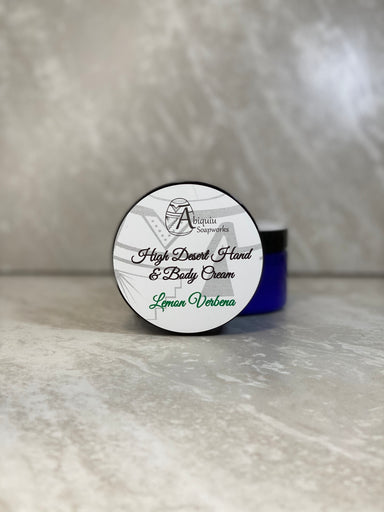 Abiquiu
Soapworks
High Desert Hand
& Body Cream
Lemon Verbena